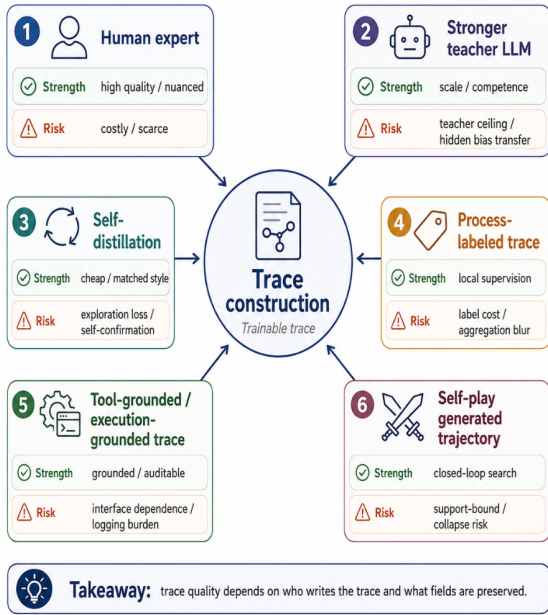 1
Human expert
Strength high quality / nuanced
Risk costly / scarce
2
Stronger
teacher LLM
Strength scale / competence
Risk teacher ceiling /
hidden bias transfer
3
Self-
distillation
Strength cheap / matched style
Risk exploration loss /
self-confirmation
Trace
construction
Trainable trace
4
Process-
labeled trace
Strength local supervision
Risk label cost /
aggregation blur
5
Tool-grounded /
execution-
grounded trace
Strength grounded / auditable
Risk interface dependence /
logging burden
6
Self-play
generated
trajectory
Strength closed-loop search
Risk support-bound /
collapse risk
Takeaway: trace quality depends on who writes the trace and what fields are preserved.